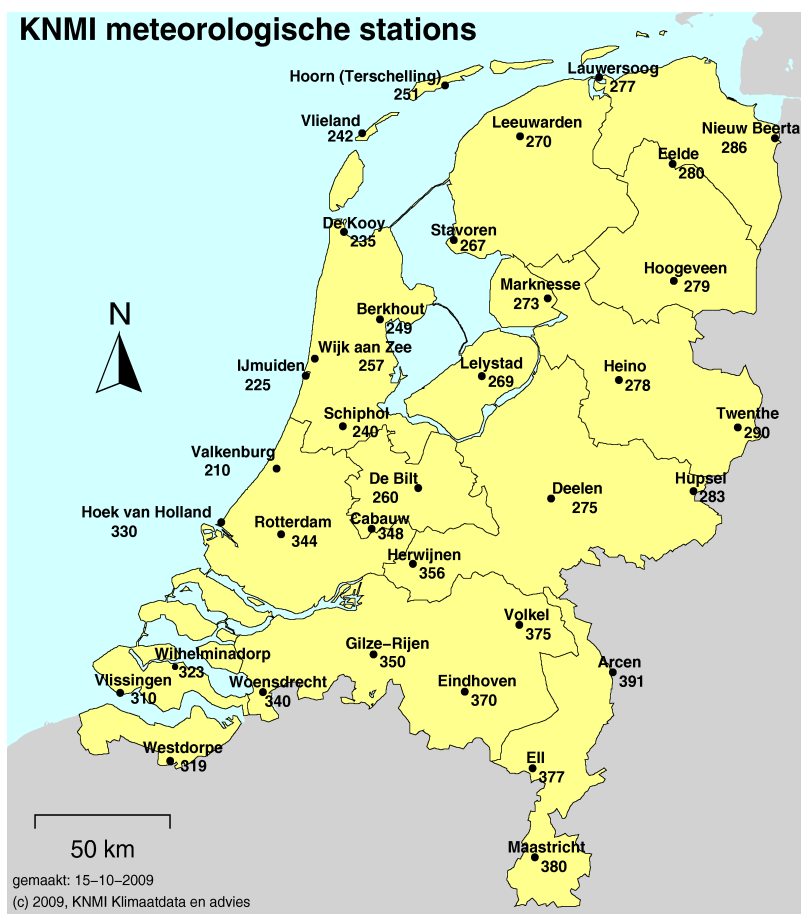 KNMI meteorologische stations
Lauwersoog
277
Hoorn (Terschelling)
251
Vlieland
242
Leeuwarden
270
Nieuw Beerta
286
Eelde
280
De Kooy
235
Stavoren
267
Hoogeveen
279
Marknesse
273
Berkhout
249
N
Wijk aan Zee
257
IJmuiden
225
Lelystad
269
Heino
278
Schiphol
240
Twenthe
290
Valkenburg
210
De Bilt
260
Deelen
275
Hupsel
283
Hoek van Holland
330
Rotterdam
344
Cabauw
348
Herwijnen
356
Volkel
375
Gilze−Rijen
350
Wilhelminadorp
323
Arcen
391
Vlissingen
310
Woensdrecht
340
Eindhoven
370
Westdorpe
319
Ell
377
50 km
Maastricht
380
gemaakt: 15−10−2009
(c) 2009, KNMI Klimaatdata en advies